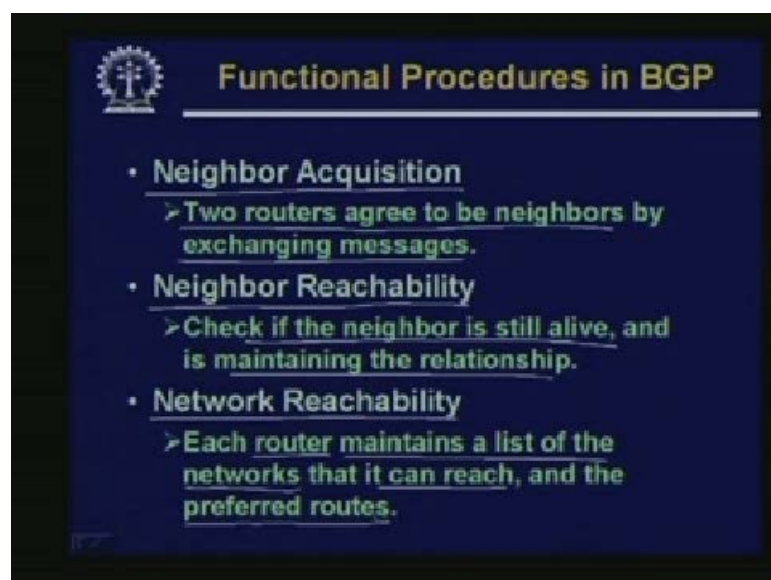 Functional Procedures in BGP
• Neighbor Acquisition
➢Two routers agree to be neighbors by
exchanging messages.
• Neighbor Reachability
➢Check if the neighbor is still alive, and
is maintaining the relationship.
• Network Reachability
➢Each router maintains a list of the
networks that it can reach, and the
preferred routes.